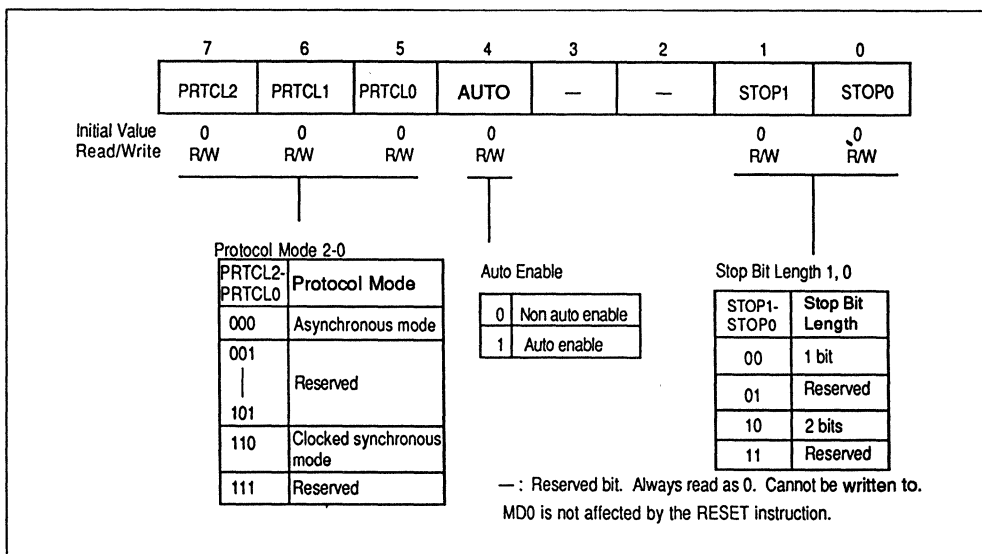 7 6 5 4 3 2 1 0
PRTCL2 PRTCL1 PRTCL0 AUTO — — STOP1 STOP0
Initial Value 0 0 0 0 0 0
Read/Write R/W R/W R/W R/W R/W R/W
Protocol Mode 2-0
PRTCL2-PRTCL0 Protocol Mode
000 Asynchronous mode
001
Reserved
101
110 Clocked synchronous mode
111 Reserved
Auto Enable
0 Non auto enable
1 Auto enable
Stop Bit Length 1, 0
STOP1-STOP0 Stop Bit Length
00 1 bit
01 Reserved
10 2 bits
11 Reserved
— : Reserved bit. Always read as 0. Cannot be written to.
MD0 is not affected by the RESET instruction.